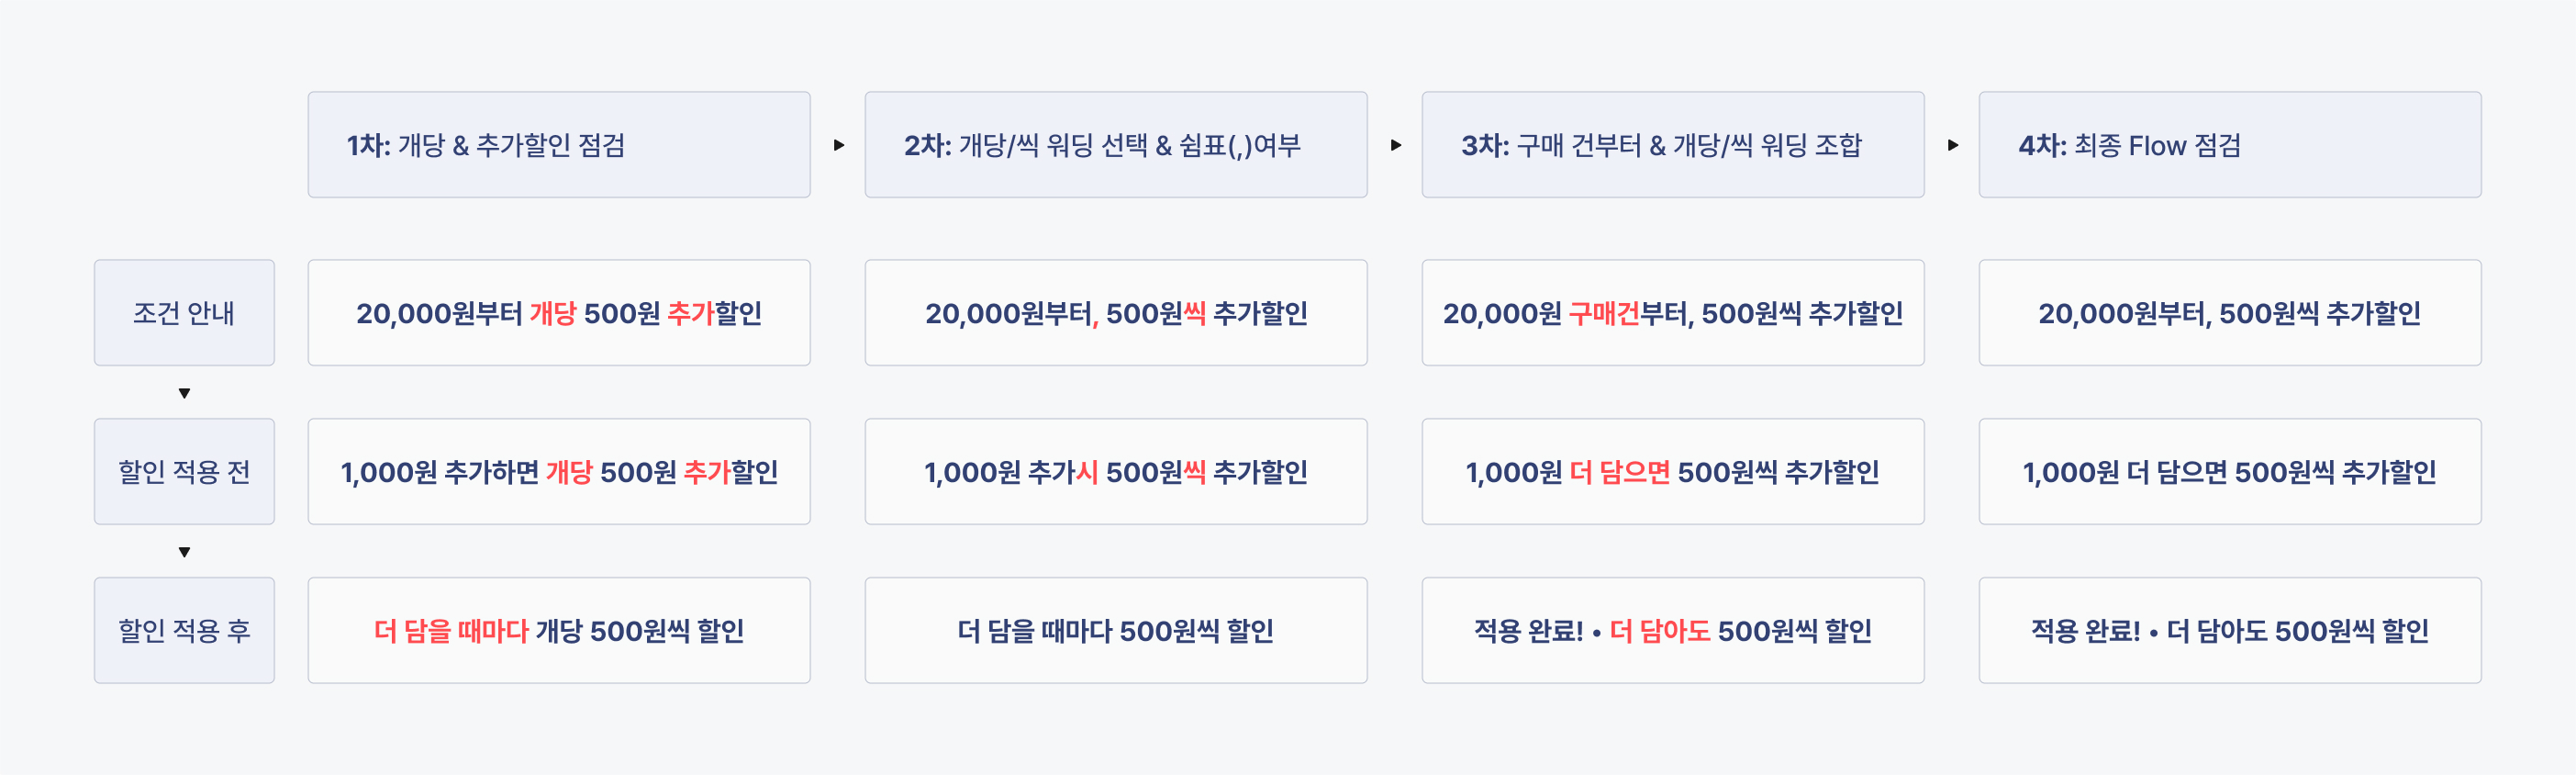 1차: 개당 & 추가할인 점검
2차: 개당/씩 워딩 선택 & 쉼표(,)여부
3차: 구매 건부터 & 개당/씩 워딩 조합
4차: 최종 Flow 점검
조건 안내
20,000원부터 개당 500원 추가할인
20,000원부터, 500원씩 추가할인
20,000원 구매건부터, 500원씩 추가할인
20,000원부터, 500원씩 추가할인
할인 적용 전
1,000원 추가하면 개당 500원 추가할인
1,000원 추가시 500원씩 추가할인
1,000원 더 담으면 500원씩 추가할인
1,000원 더 담으면 500원씩 추가할인
할인 적용 후
더 담을 때마다 개당 500원씩 할인
더 담을 때마다 500원씩 할인
적용 완료! • 더 담아도 500원씩 할인
적용 완료! • 더 담아도 500원씩 할인